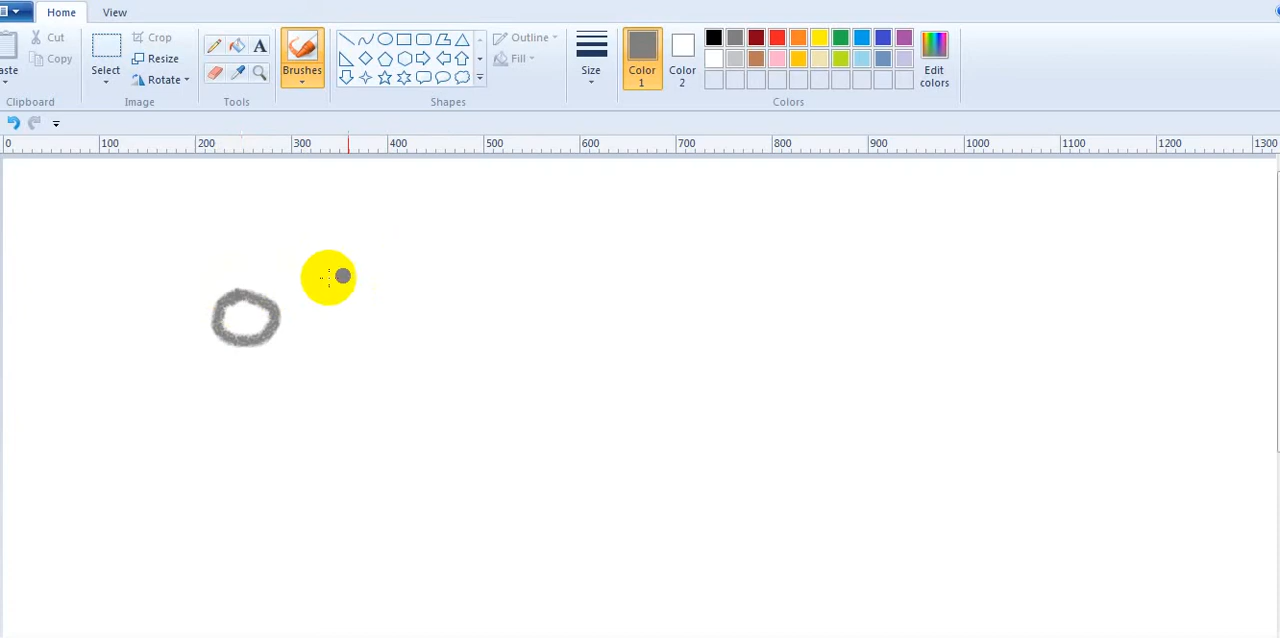 Home View
Cut
Copy
aste
Clipboard
Select
Crop
Resize
Rotate
Image
A
Tools
Brushes
Shapes
Outline
Fill
Size
Color
1
Color
2
Edit
colors
Colors
0 100 200 300 400 500 600 700 800 900 1000 1100 1200 1300